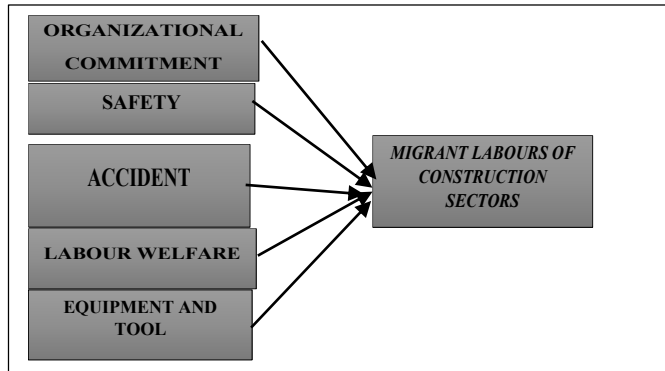 ORGANIZATIONAL
COMMITMENT
SAFETY
ACCIDENT
LABOUR WELFARE
EQUIPMENT AND
TOOL
MIGRANT LABOURS OF
CONSTRUCTION
SECTORS